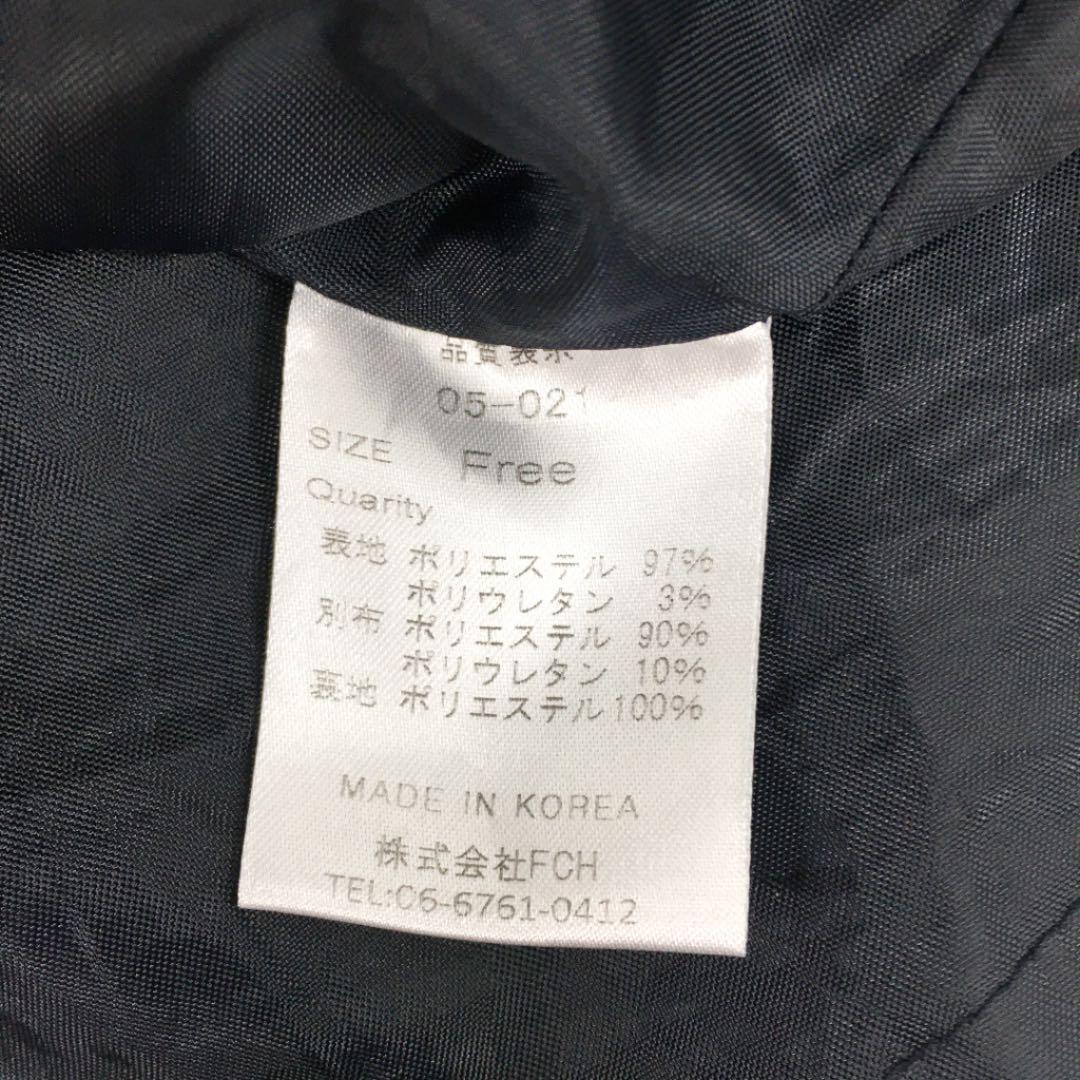 品質表示
05-021
SIZE Free
Quarity
表地 ポリエステル 97%
ポリウレタン 3%
別布 ポリエステル 90%
ポリウレタン 10%
裏地 ポリエステル 100%
MADE IN KOREA
株式会社FCH
TEL:06-6761-0412